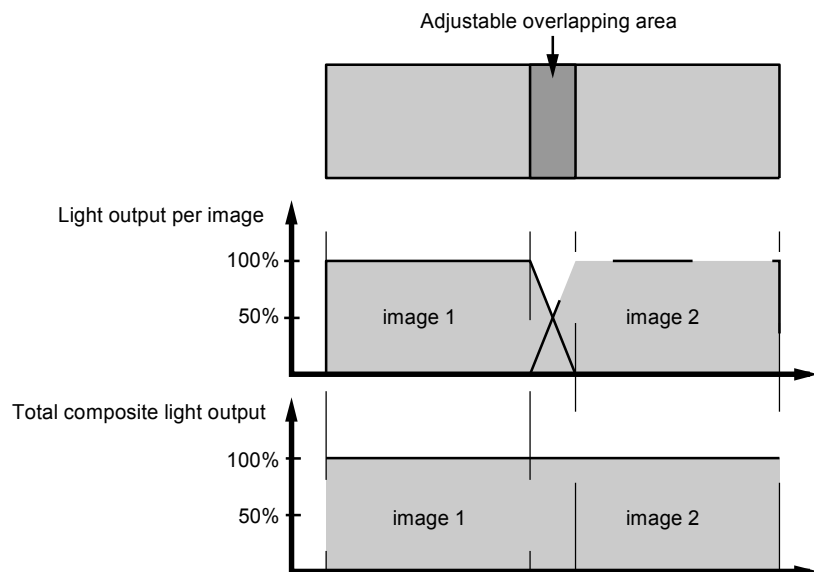 Adjustable overlapping area
Light output per image
100%
50%
image 1
image 2
Total composite light output
100%
50%
image 1
image 2